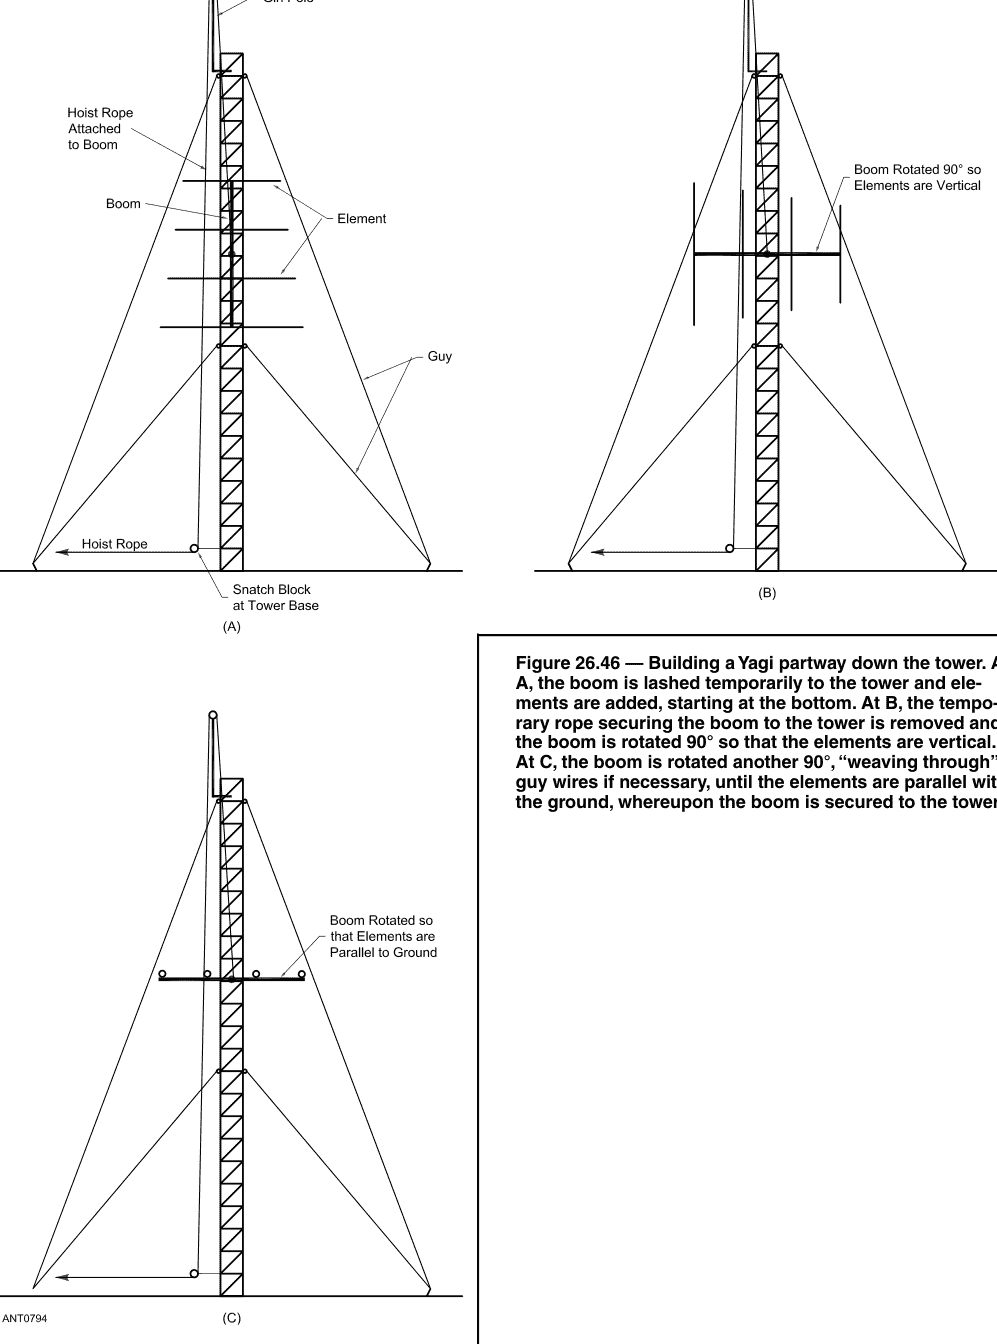 Hoist Rope
Attached
to Boom
Boom
Element
Guy
Hoist Rope
Snatch Block
at Tower Base
(A)
Boom Rotated 90° so
Elements are Vertical
(B)
Figure 26.46 — Building a Yagi partway down the tower.
A, the boom is lashed temporarily to the tower and ele-
ments are added, starting at the bottom. At B, the tempo-
rary rope securing the boom to the tower is removed and
the boom is rotated 90° so that the elements are vertical.
At C, the boom is rotated another 90°, “weaving through”
guy wires if necessary, until the elements are parallel wit
the ground, whereupon the boom is secured to the tower
Boom Rotated so
that Elements are
Parallel to Ground
ANT0794
(C)